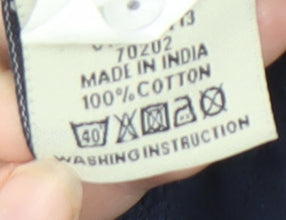 70202
MADE IN INDIA
100% COTTON
40
WASHING INSTRUCTION